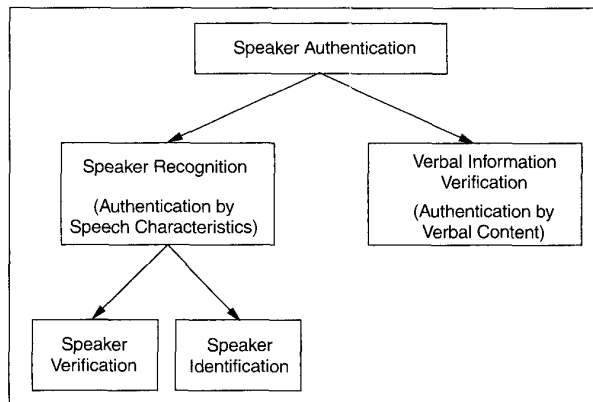 Speaker Authentication
Speaker Recognition
(Authentication by
Speech Characteristics)
Verbal Information
Verification
(Authentication by
Verbal Content)
Speaker
Verification
Speaker
Identification